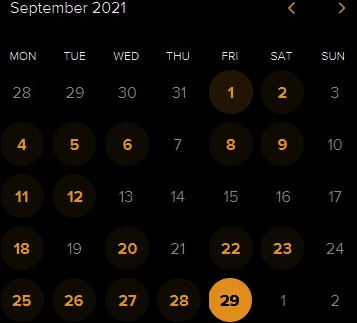 September 2021
MON TUE WED THU FRI SAT SUN
28 29 30 31 1 2 3
4 5 6 7 8 9 10
11 12 13 14 15 16 17
18 19 20 21 22 23 24
25 26 27 28 29 1 2